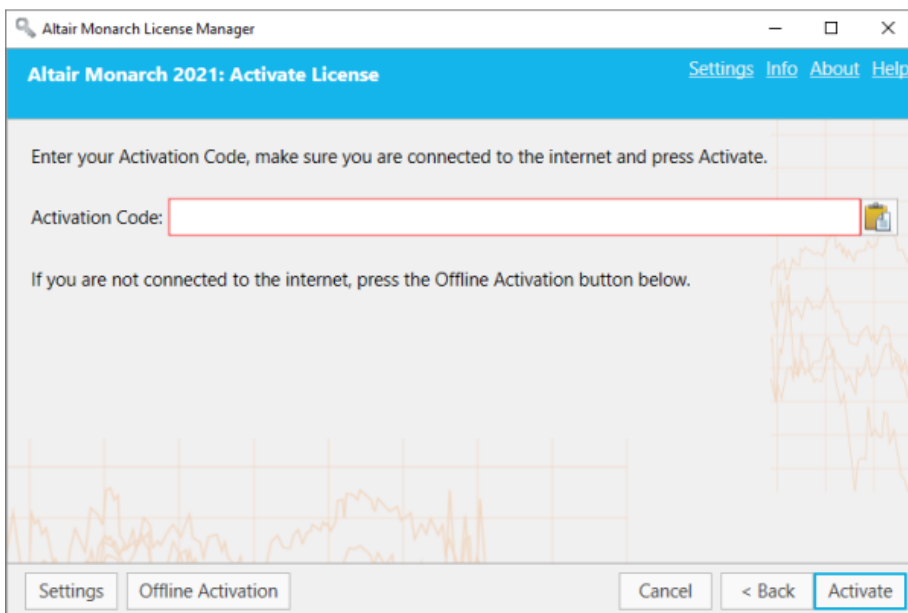 Altair Monarch License Manager
Altair Monarch 2021: Activate License
Settings Info About Help
Enter your Activation Code, make sure you are connected to the internet and press Activate.
Activation Code:
If you are not connected to the internet, press the Offline Activation button below.
Settings Offline Activation Cancel < Back Activate